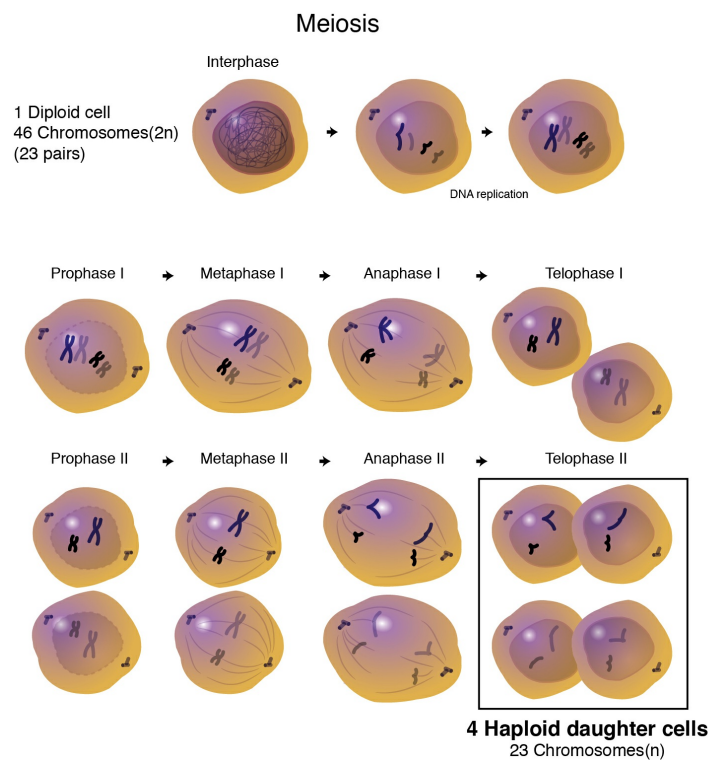 Meiosis
Interphase
1 Diploid cell
46 Chromosomes(2n)
(23 pairs)
DNA replication
Prophase I
Metaphase I
Anaphase I
Telophase I
Prophase II
Metaphase II
Anaphase II
Telophase II
4 Haploid daughter cells
23 Chromosomes(n)